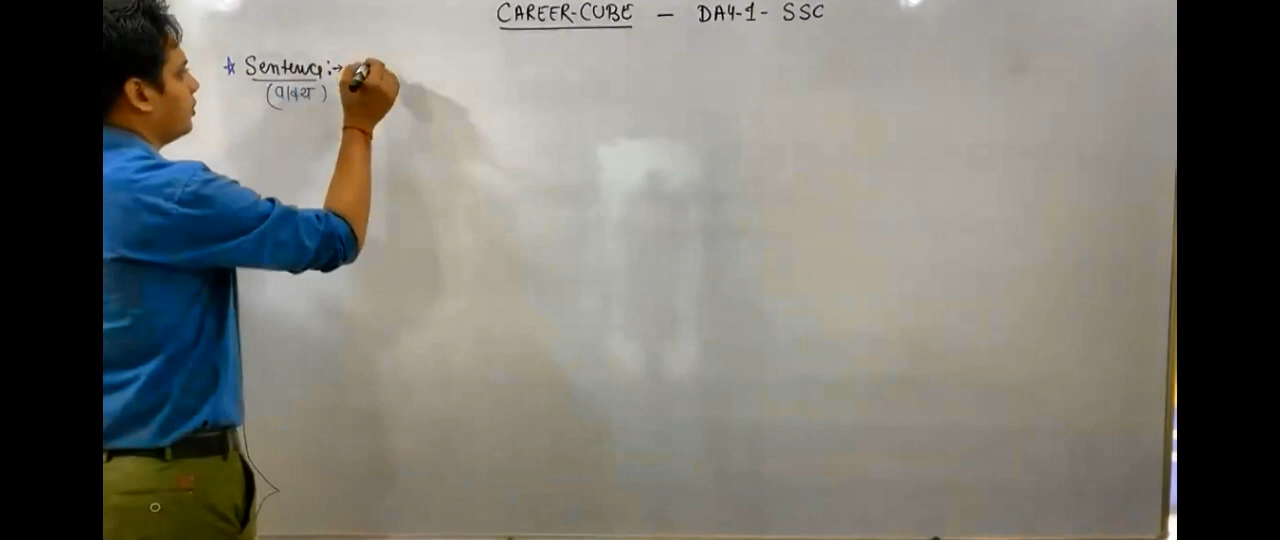 CAREER-CUBE - DAY-1- SSC
☆ Sentence:→
(वाक्य)